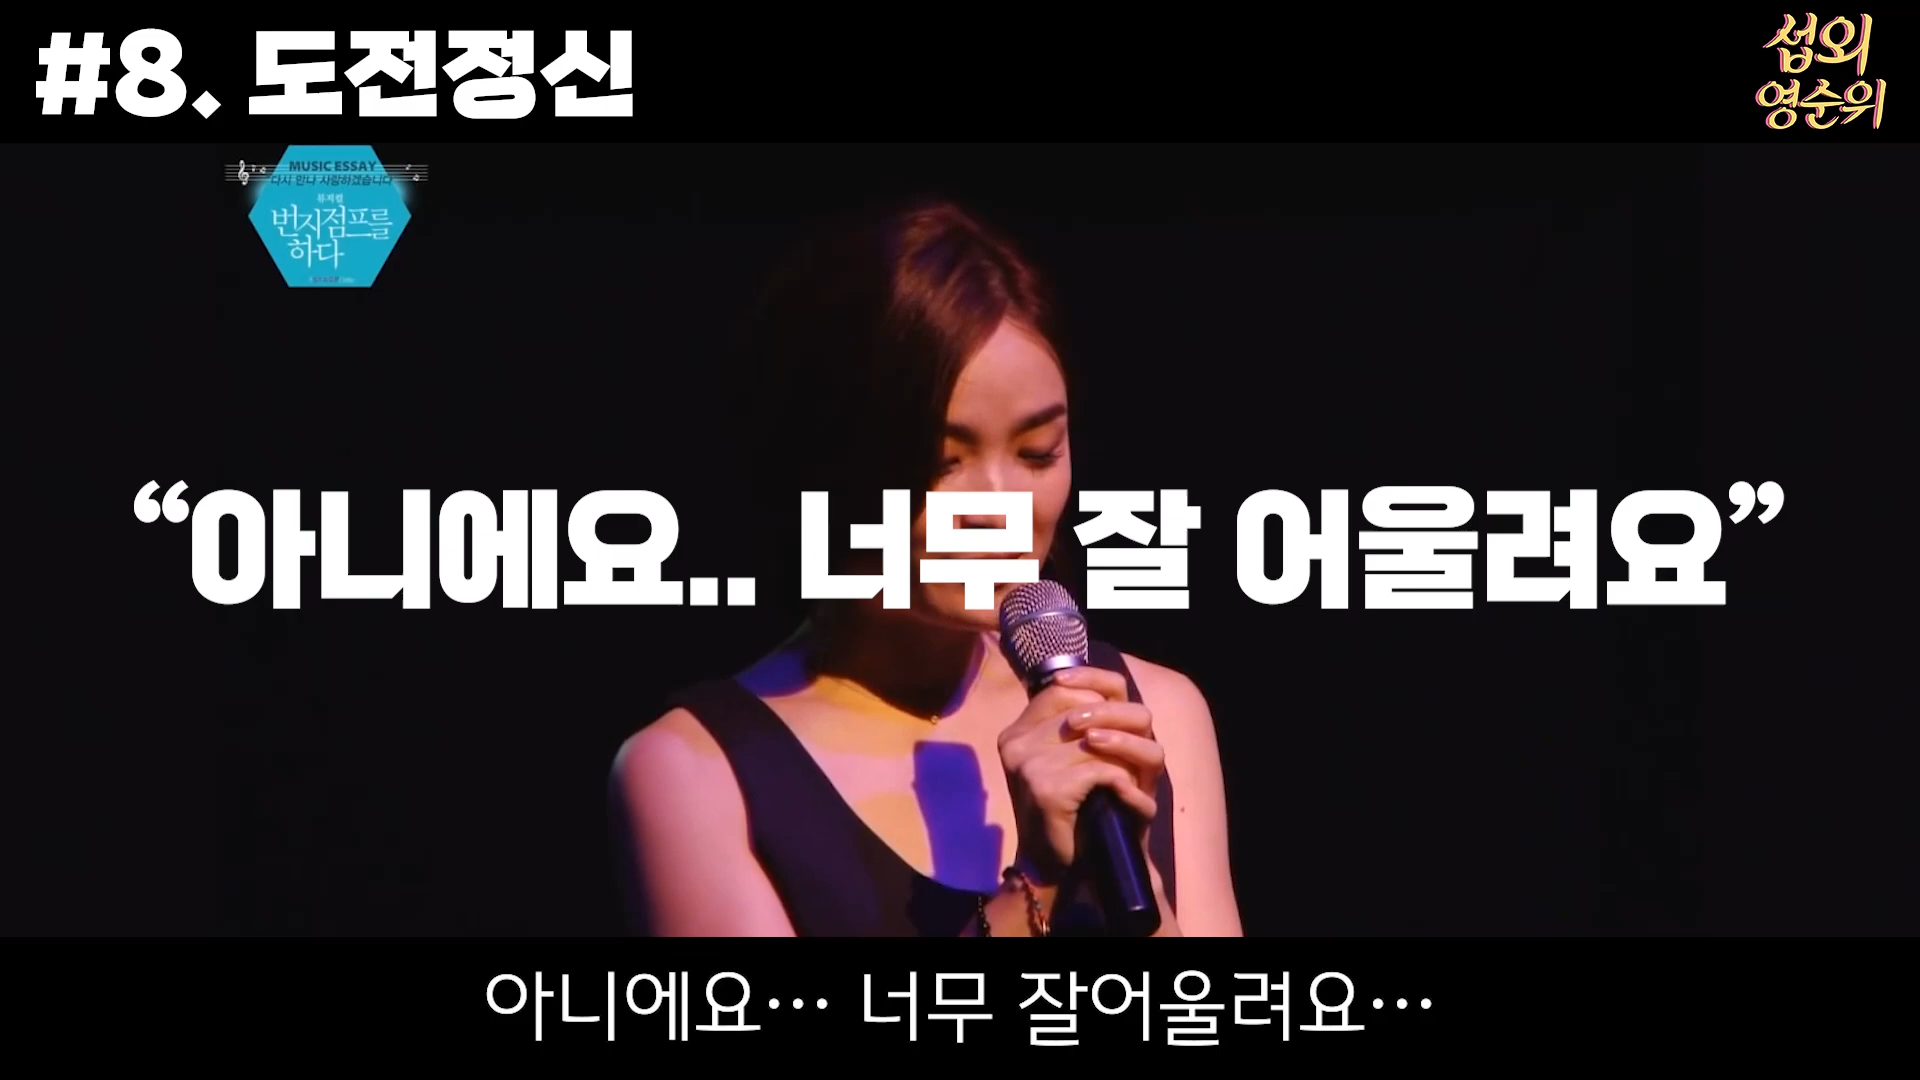 #8. 도전정신
섭외
영순위
MUSIC ESSAY
다시 만나 사랑하겠습니다
뮤지컬
번지점프를
하다
“아니에요.. 너무 잘 어울려요”
아니에요… 너무 잘어울려요…